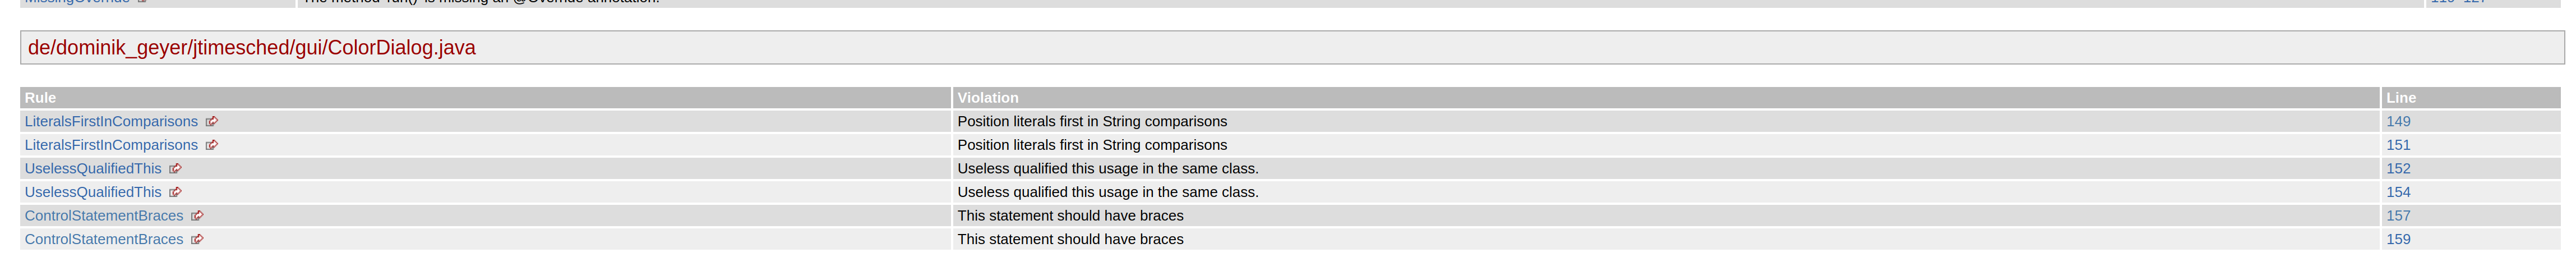 de/dominik_geyer/jtimesched/gui/ColorDialog.java
Rule Violation Line
LiteralsFirstInComparisons Position literals first in String comparisons 149
LiteralsFirstInComparisons Position literals first in String comparisons 151
UselessQualifiedThis Useless qualified this usage in the same class. 152
UselessQualifiedThis Useless qualified this usage in the same class. 154
ControlStatementBraces This statement should have braces 157
ControlStatementBraces This statement should have braces 159